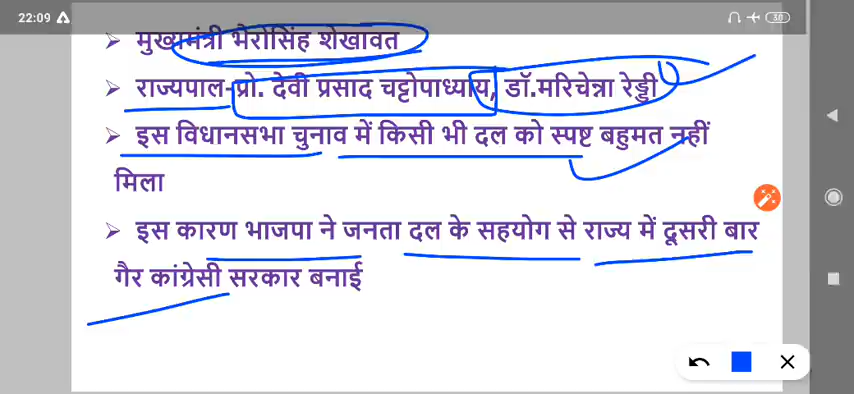 22:09
30
➢ मुख्यमंत्री भैरोसिंह शेखावत
➢ राज्यपाल-प्रो. देवी प्रसाद चट्टोपाध्याय, डॉ.मरिचेन्ना रेड्डी
➢ इस विधानसभा चुनाव में किसी भी दल को स्पष्ट बहुमत नहीं
मिला
➢ इस कारण भाजपा ने जनता दल के सहयोग से राज्य में दूसरी बार
गैर कांग्रेसी सरकार बनाई